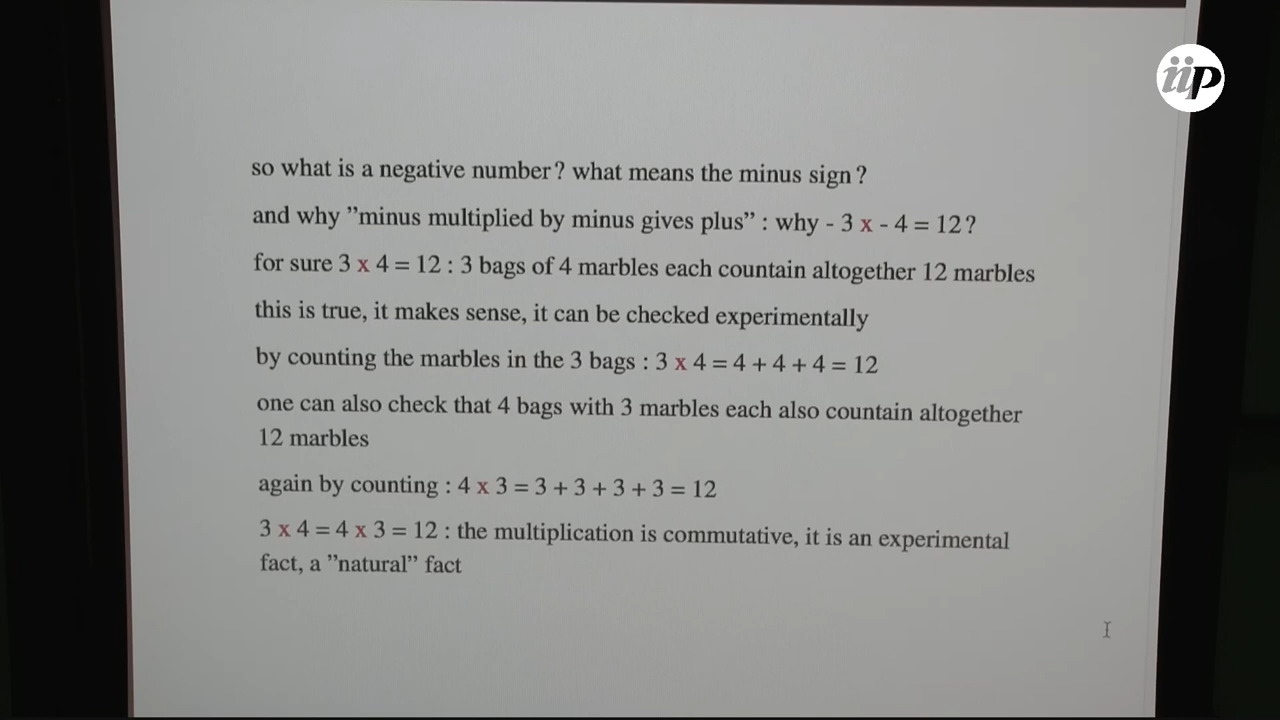 iip
so what is a negative number ? what means the minus sign ?
and why ”minus multiplied by minus gives plus” : why - 3 x - 4 = 12 ?
for sure 3 x 4 = 12 : 3 bags of 4 marbles each countain altogether 12 marbles
this is true, it makes sense, it can be checked experimentally
by counting the marbles in the 3 bags : 3 x 4 = 4 + 4 + 4 = 12
one can also check that 4 bags with 3 marbles each also countain altogether
12 marbles
again by counting : 4 x 3 = 3 + 3 + 3 + 3 = 12
3 x 4 = 4 x 3 = 12 : the multiplication is commutative, it is an experimental
fact, a ”natural” fact